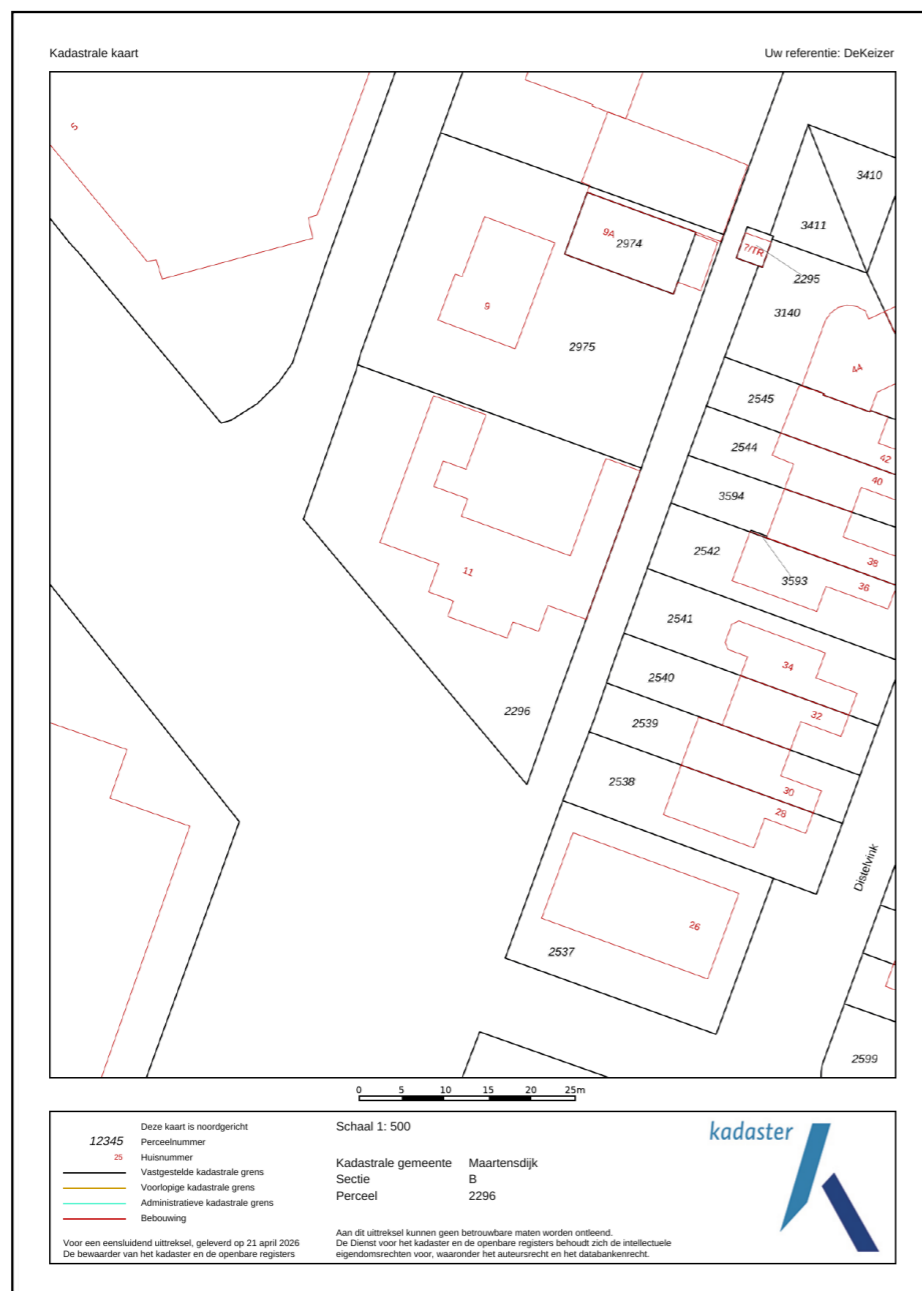 Kadastrale kaart
Uw referentie: DeKeizer
5
3410
3411
9A
2974
7/TR
2295
3140
9
2975
44
2545
42
2544
40
3594
38
2542
3593
36
11
2541
34
2540
32
2296
2539
30
2538
28
Distelvink
26
2537
2599
0 5 10 15 20 25m
Deze kaart is noordgericht
12345 Perceelnummer
25 Huisnummer
Vastgestelde kadastrale grens
Voorlopige kadastrale grens
Administratieve kadastrale grens
Bebouwing
Voor een eensluidend uittreksel, geleverd op 21 april 2026
De bewaarder van het kadaster en de openbare registers
Schaal 1: 500
Kadastrale gemeente Maartensdijk
Sectie B
Perceel 2296
Aan dit uittreksel kunnen geen betrouwbare maten worden ontleend.
De Dienst voor het kadaster en de openbare registers behoudt zich de intellectuele
eigendomsrechten voor, waaronder het auteursrecht en het databankenrecht.
kadaster